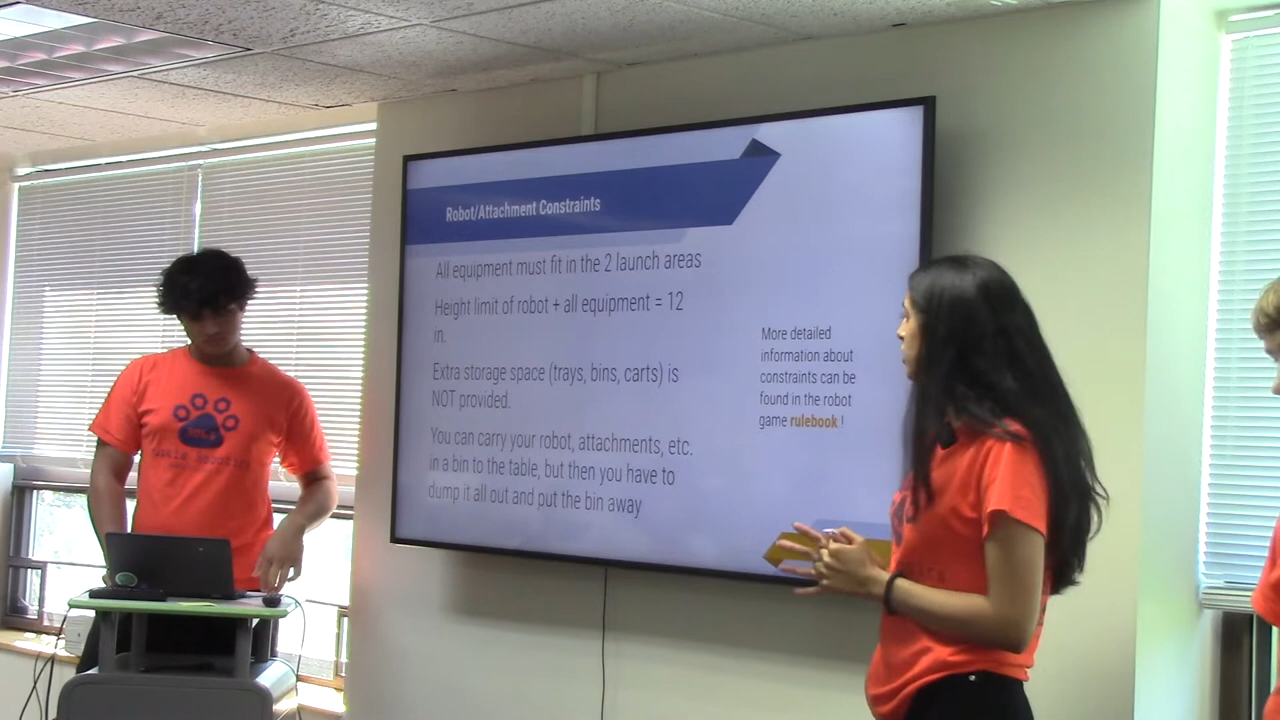 Robot/Attachment Constraints
All equipment must fit in the 2 launch areas
Height limit of robot + all equipment = 12
in.
Extra storage space (trays, bins, carts) is
NOT provided.
You can carry your robot, attachments, etc.
in a bin to the table, but then you have to
dump it all out and put the bin away
More detailed
information about
constraints can be
found in the robot
game rulebook !